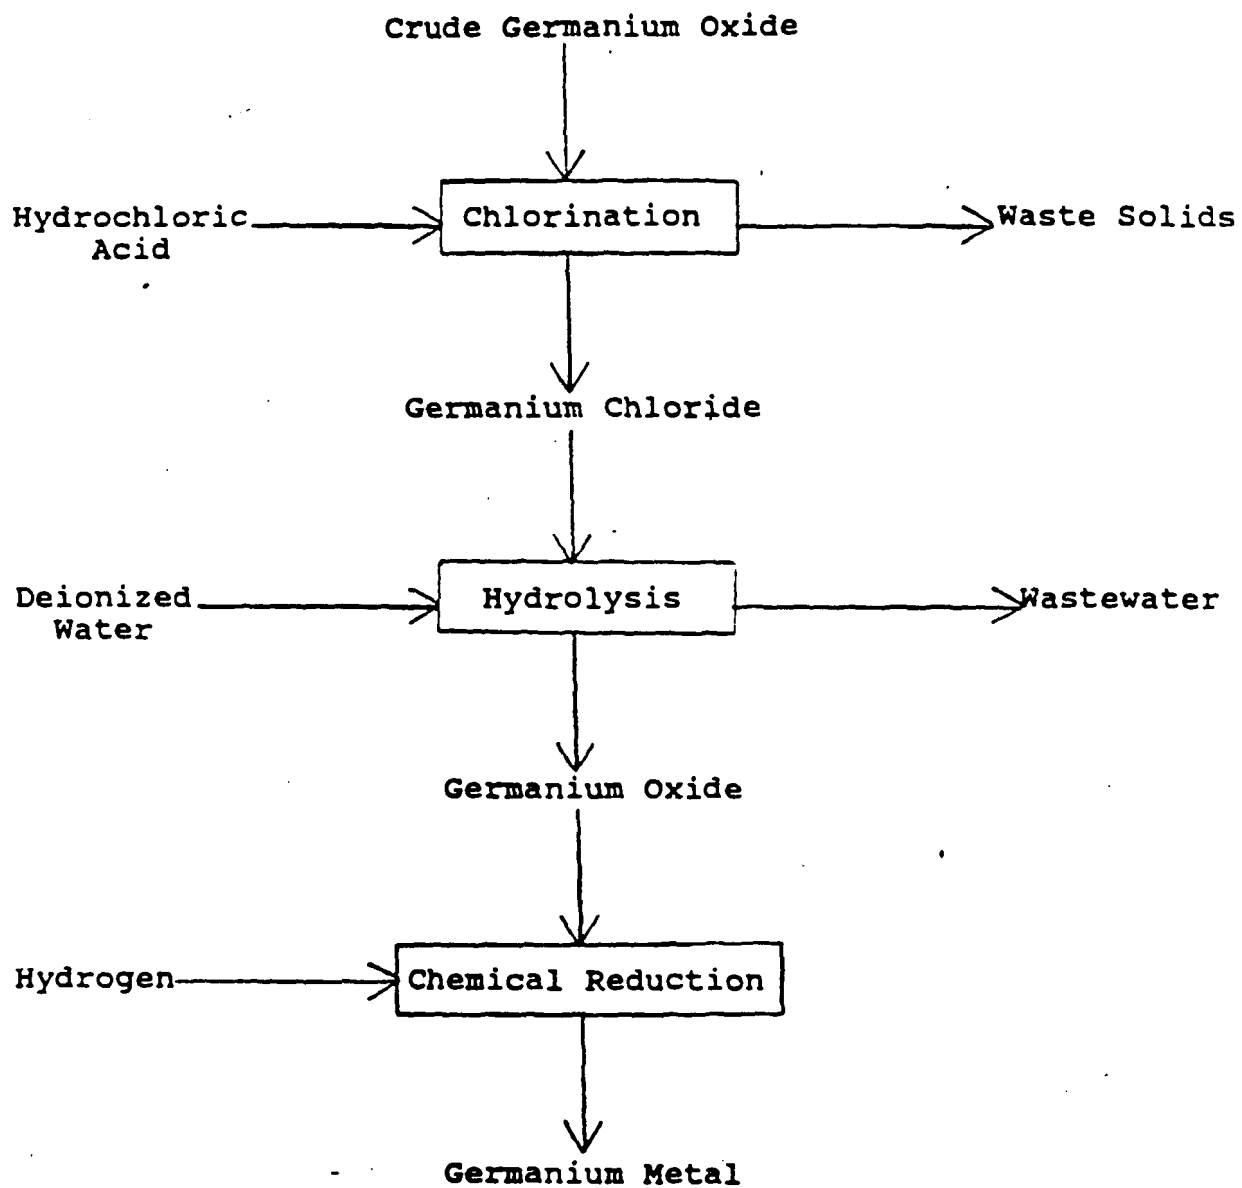 Crude Germanium Oxide
Hydrochloric
Acid
Chlorination
Waste Solids
Germanium Chloride
Deionized
Water
Hydrolysis
Wastewater
Germanium Oxide
Hydrogen
Chemical Reduction
Germanium Metal